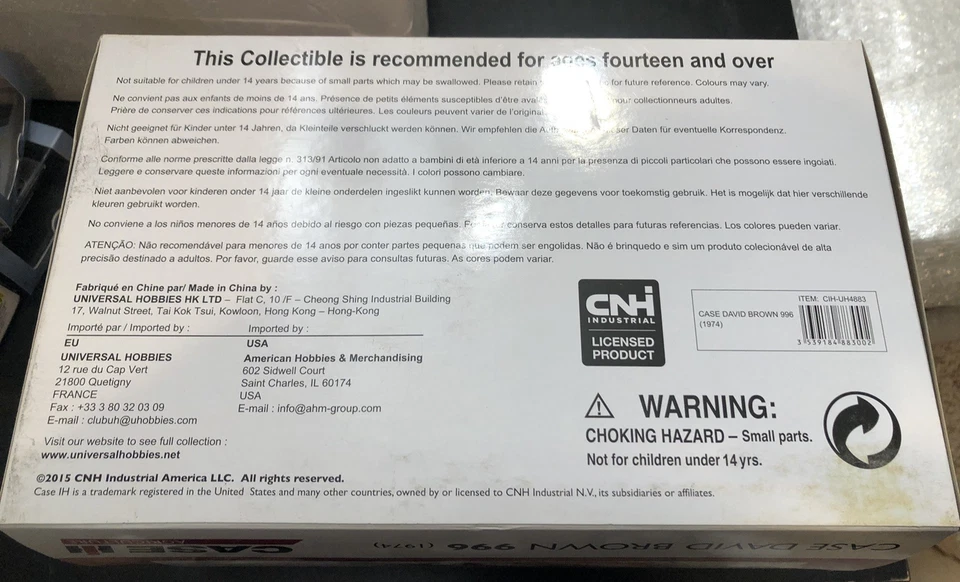 This Collectible is recommended for ages fourteen and over
Not suitable for children under 14 years because of small parts which may be swallowed. Please retain for future reference. Colours may vary.
Ne convient pas aux enfants de moins de 14 ans. Présence de petits éléments susceptibles d'être pour collectionneurs adultes.
Prière de conserver ces indications pour références ultérieures. Les couleurs peuvent varier de
Nicht geeignet für Kinder unter 14 Jahren, da Kleinteile verschluckt werden können. Wir empfehlen die Daten für eventuelle Korrespondenz.
Farben können abweichen.
Conforme alle norme prescritte dalla legge n. 313/91 Articolo non adatto a bambini di età inferiore a 14 anni por la presenza di piccoli particolari che possono essere ingoiati.
Leggere e conservare queste informazioni per ogni eventuale necessità. I colori possono cambiare.
Niet aanbevolen voor kinderen onder 14 jaar de kleine onderdelen ingeslikt kunnen worden. Bewaar deze gegevens voor toekomstig gebruik. Het is mogelijk dat hier verschillende
kleuren gebruikt worden.
No conviene a los niños menores de 14 años debido al riesgo con piezas pequeñas. conserva estos detalles para futuras referencias. Los colores pueden variar.
ATENÇÃO: Não recomendável para menores de 14 anos por conter partes pequenas que podem ser engolidas. Não é brinquedo e sim um produto colecionável de alta
precisão destinado a adultos. Por favor, guarde esse aviso para consultas futuras. As cores podem variar.
Fabriqué en Chine par/ Made in China by :
UNIVERSAL HOBBIES HK LTD – Flat C, 10 /F – Cheong Shing Industrial Building
17, Walnut Street, Tai Kok Tsui, Kowloon, Hong Kong – Hong-Kong
Importé par / Imported by :
EU
UNIVERSAL HOBBIES
12 rue du Cap Vert
21800 Quetigny
FRANCE
Fax : +33 3 80 32 03 09
E-mail : clubuh@uhobbies.com
Imported by :
USA
American Hobbies & Merchandising
602 Sidwell Court
Saint Charles, IL 60174
USA
E-mail : info@ahm-group.com
Visit our website to see full collection :
www.universalhobbies.net
©2015 CNH Industrial America LLC. All rights reserved.
Case IH is a trademark registered in the United States and many other countries, owned by or licensed to CNH Industrial N.V., its subsidiaries or affiliates.
CNH
INDUSTRIAL
LICENSED
PRODUCT
ITEM: CIH-UH4883
CASE DAVID BROWN 996
(1974)
3 539184 883002
WARNING:
CHOKING HAZARD – Small parts.
Not for children under 14 yrs.
CASE DAVID BROWN 996 (1974)
CASE IH
AGRICULTURE